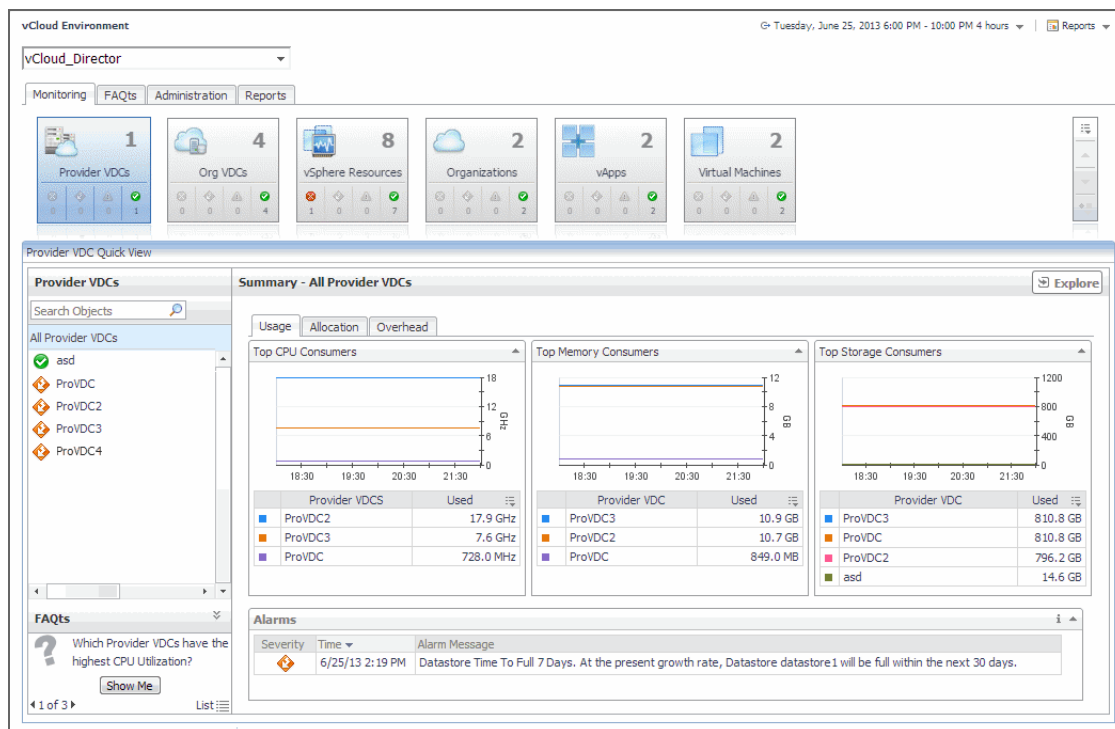 vCloud Environment
Tuesday, June 25, 2013 6:00 PM - 10:00 PM 4 hours
Reports
vCloud_Director
Monitoring FAQts Administration Reports
1 4 8 2 2 2
Provider VDCs Org VDCs vSphere Resources Organizations vApps Virtual Machines
0 0 0 1 0 0 0 4 1 0 0 7 0 0 0 2 0 0 0 2 0 0 0 2
Provider VDC Quick View
Provider VDCs
Search Objects
All Provider VDCs
asd
ProVDC
ProVDC2
ProVDC3
ProVDC4
FAQts
Which Provider VDCs have the
highest CPU Utilization?
Show Me
1 of 3 List
Summary - All Provider VDCs Explore
Usage Allocation Overhead
Top CPU Consumers
18
12
6
0
GHz
18:30 19:30 20:30 21:30
Provider VDCS Used
ProVDC2 17.9 GHz
ProVDC3 7.6 GHz
ProVDC 728.0 MHz
Top Memory Consumers
12
8
4
0
GB
18:30 19:30 20:30 21:30
Provider VDC Used
ProVDC3 10.9 GB
ProVDC2 10.7 GB
ProVDC 849.0 MB
Top Storage Consumers
1200
800
400
0
GB
18:30 19:30 20:30 21:30
Provider VDC Used
ProVDC3 810.8 GB
ProVDC 810.8 GB
ProVDC2 796.2 GB
asd 14.6 GB
Alarms
Severity Time Alarm Message
6/25/13 2:19 PM Datastore Time To Full 7 Days. At the present growth rate, Datastore datastore1 will be full within the next 30 days.